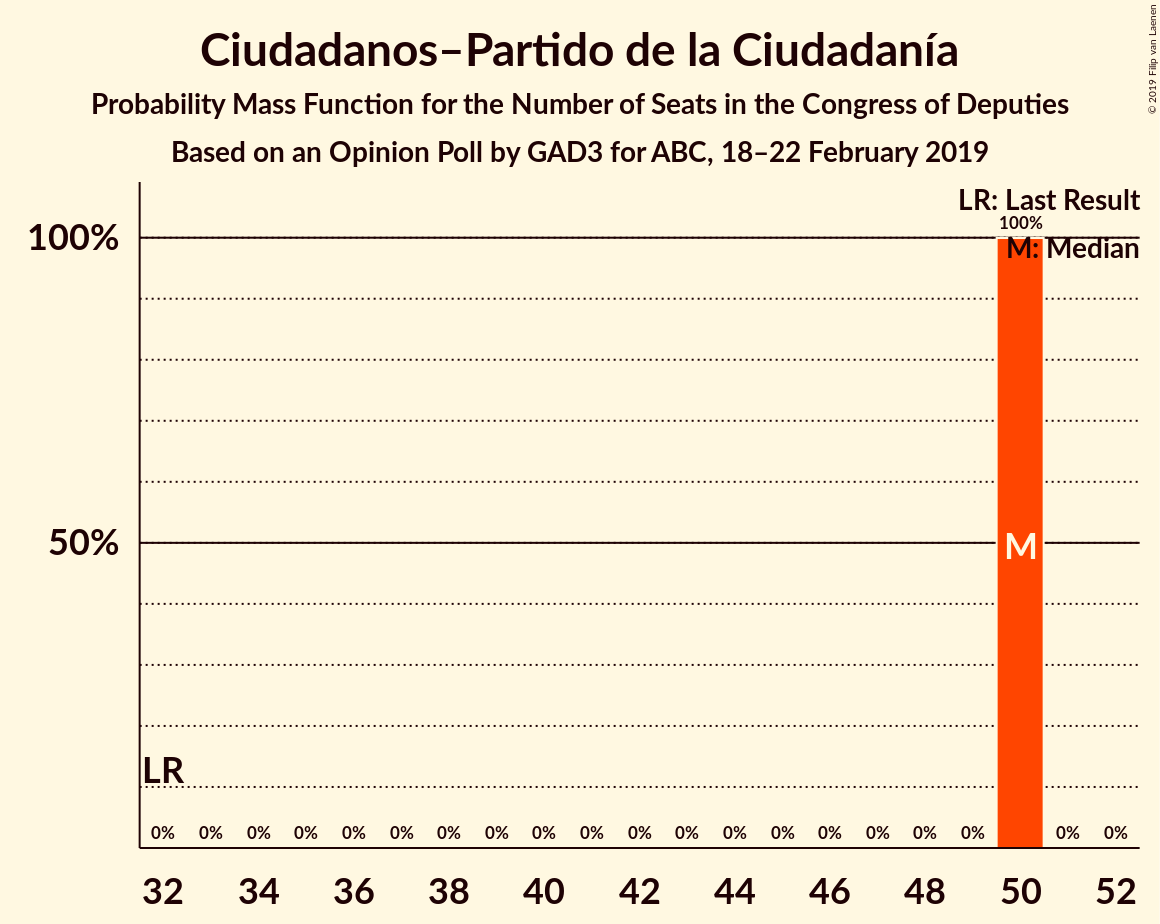 Ciudadanos–Partido de la Ciudadanía
Probability Mass Function for the Number of Seats in the Congress of Deputies
Based on an Opinion Poll by GAD3 for ABC, 18–22 February 2019
© 2019 Filip van Laenen
LR: Last Result
100%
M: Median
100%
50%
M
LR
0% 0% 0% 0% 0% 0% 0% 0% 0% 0% 0% 0% 0% 0% 0% 0% 0% 0% 0% 0%
32 34 36 38 40 42 44 46 48 50 52